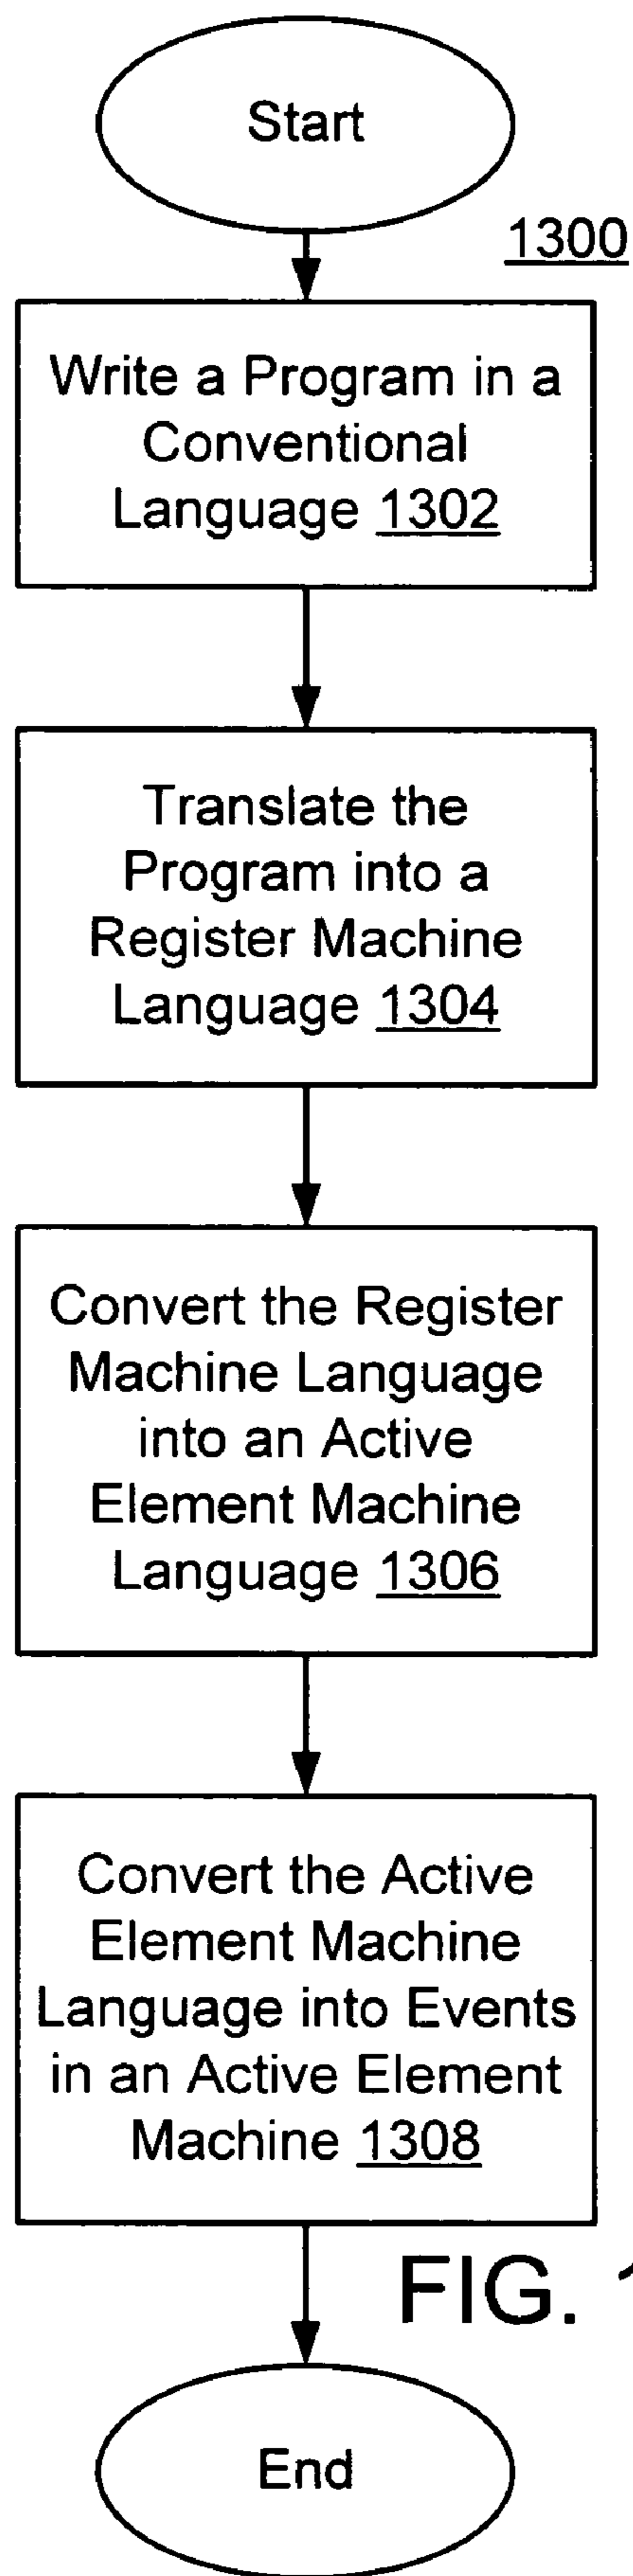 Start
1300
Write a Program in a
Conventional
Language 1302
Translate the
Program into a
Register Machine
Language 1304
Convert the Register
Machine Language
into an Active
Element Machine
Language 1306
Convert the Active
Element Machine
Language into Events
in an Active Element
Machine 1308
FIG.
End